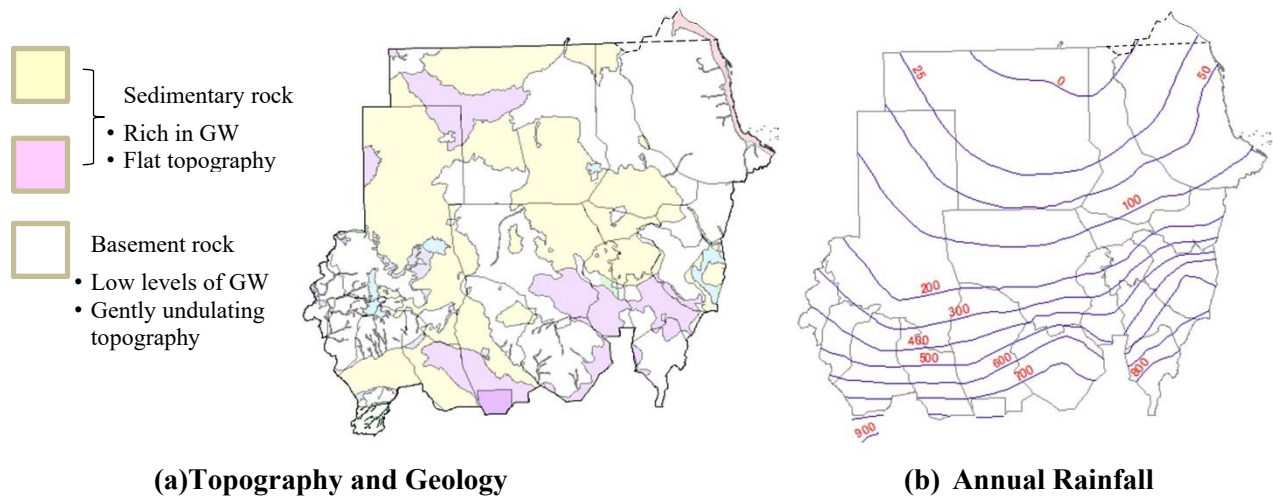 Sedimentary rock
• Rich in GW
• Flat topography
Basement rock
• Low levels of GW
• Gently undulating
topography
25
0
50
100
200
300
400
500
600
700
800
900
(a)Topography and Geology
(b) Annual Rainfall